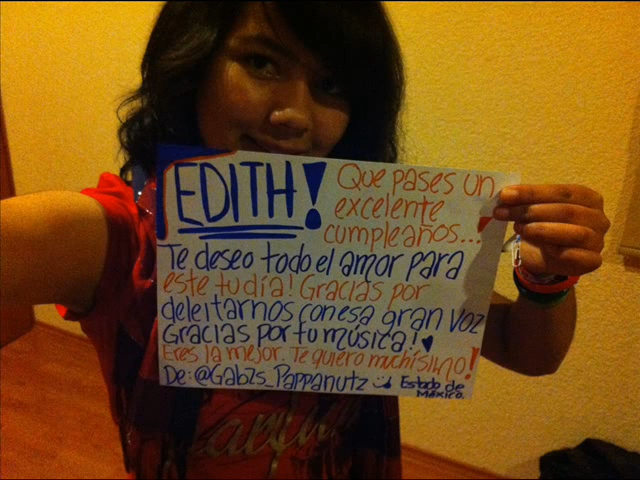 EDITH!
Que pases un
excelente
cumpleaños...!
Te deseo todo el amor para
este tu día! Gracias por
deleitarnos con esa gran voz
Gracias por tu música! ♥
Eres la mejor. Te quiero muchísimo!
De: @Gabzs_Pappanutz Estado de
México.